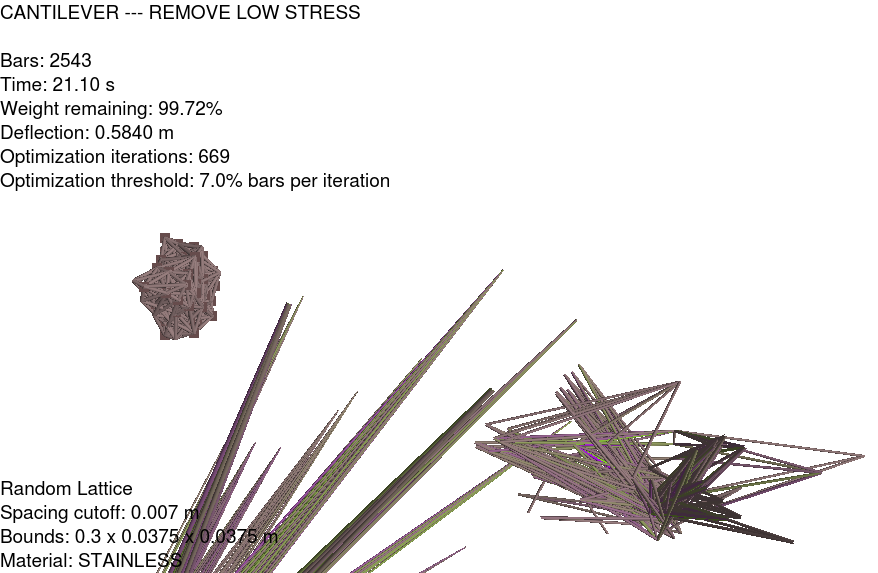 CANTILEVER --- REMOVE LOW STRESS
Bars: 2543
Time: 21.10 s
Weight remaining: 99.72%
Deflection: 0.5840 m
Optimization iterations: 669
Optimization threshold: 7.0% bars per iteration
Random Lattice
Spacing cutoff: 0.007 m
Bounds: 0.3 x 0.0375 x 0.0375 m
Material: STAINLESS